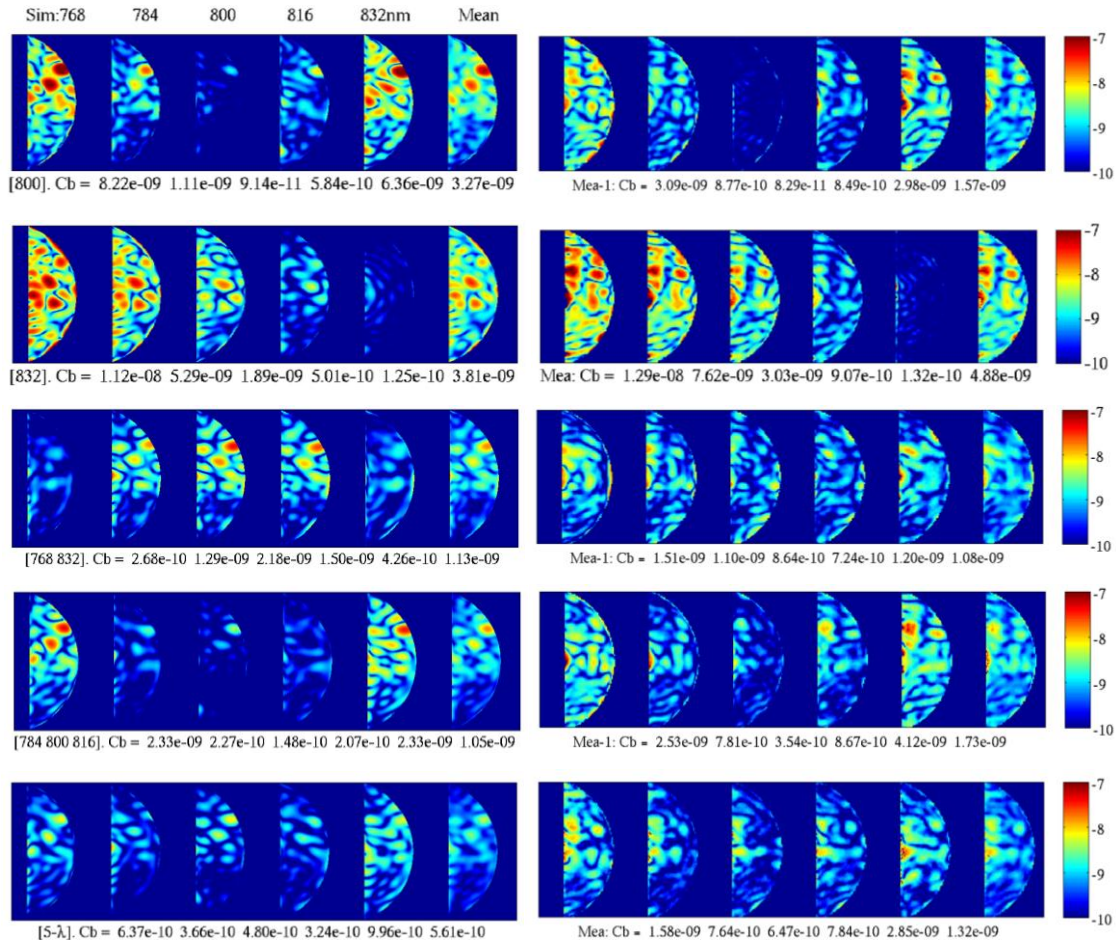 Sim:768 784 800 816 832nm Mean
-7
-8
-9
-10
[800]. Cb = 8.22e-09 1.11e-09 9.14e-11 5.84e-10 6.36e-09 3.27e-09
Mea-1: Cb = 3.09e-09 8.77e-10 8.29e-11 8.49e-10 2.98e-09 1.57e-09
-7
-8
-9
-10
[832]. Cb = 1.12e-08 5.29e-09 1.89e-09 5.01e-10 1.25e-10 3.81e-09
Mea: Cb = 1.29e-08 7.62e-09 3.03e-09 9.07e-10 1.32e-10 4.88e-09
-7
-8
-9
-10
[768 832]. Cb = 2.68e-10 1.29e-09 2.18e-09 1.50e-09 4.26e-10 1.13e-09
Mea-1: Cb = 1.51e-09 1.10e-09 8.64e-10 7.24e-10 1.20e-09 1.08e-09
-7
-8
-9
-10
[784 800 816]. Cb = 2.33e-09 2.27e-10 1.48e-10 2.07e-10 2.33e-09 1.05e-09
Mea-1: Cb = 2.53e-09 7.81e-10 3.54e-10 8.67e-10 4.12e-09 1.73e-09
-7
-8
-9
-10
[5-λ]. Cb = 6.37e-10 3.66e-10 4.80e-10 3.24e-10 9.96e-10 5.61e-10
Mea: Cb = 1.58e-09 7.64e-10 6.47e-10 7.84e-10 2.85e-09 1.32e-09